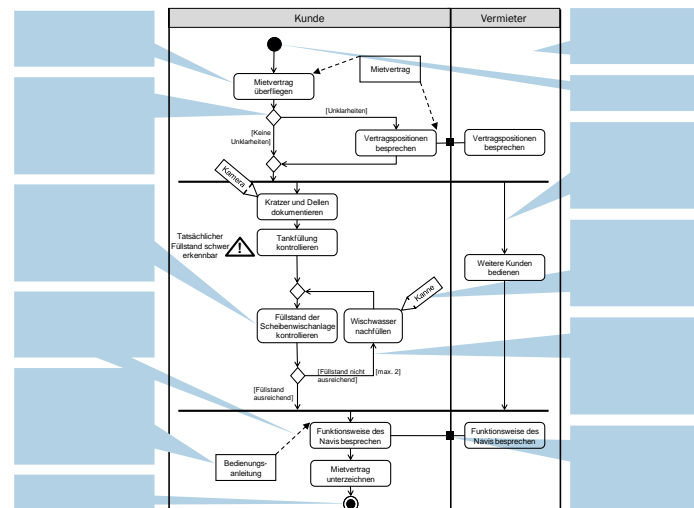 Kunde
Vermieter
Mietvertrag
überfliegen
Mietvertrag
[Unklarheiten]
[Keine
Unklarheiten]
Vertragspositionen
besprechen
Vertragspositionen
besprechen
Kamera
Kratzer und Dellen
dokumentieren
Tatsächlicher
Füllstand schwer
erkennbar
!
Tankfüllung
kontrollieren
Weitere Kunden
bedienen
Kanne
Füllstand der
Scheibenwischanlage
kontrollieren
Wischwasser
nachfüllen
[Füllstand nicht
ausreichend]
[max. 2]
[Füllstand
ausreichend]
Funktionsweise des
Navis besprechen
Funktionsweise des
Navis besprechen
Bedienungs-
anleitung
Mietvertrag
unterzeichnen